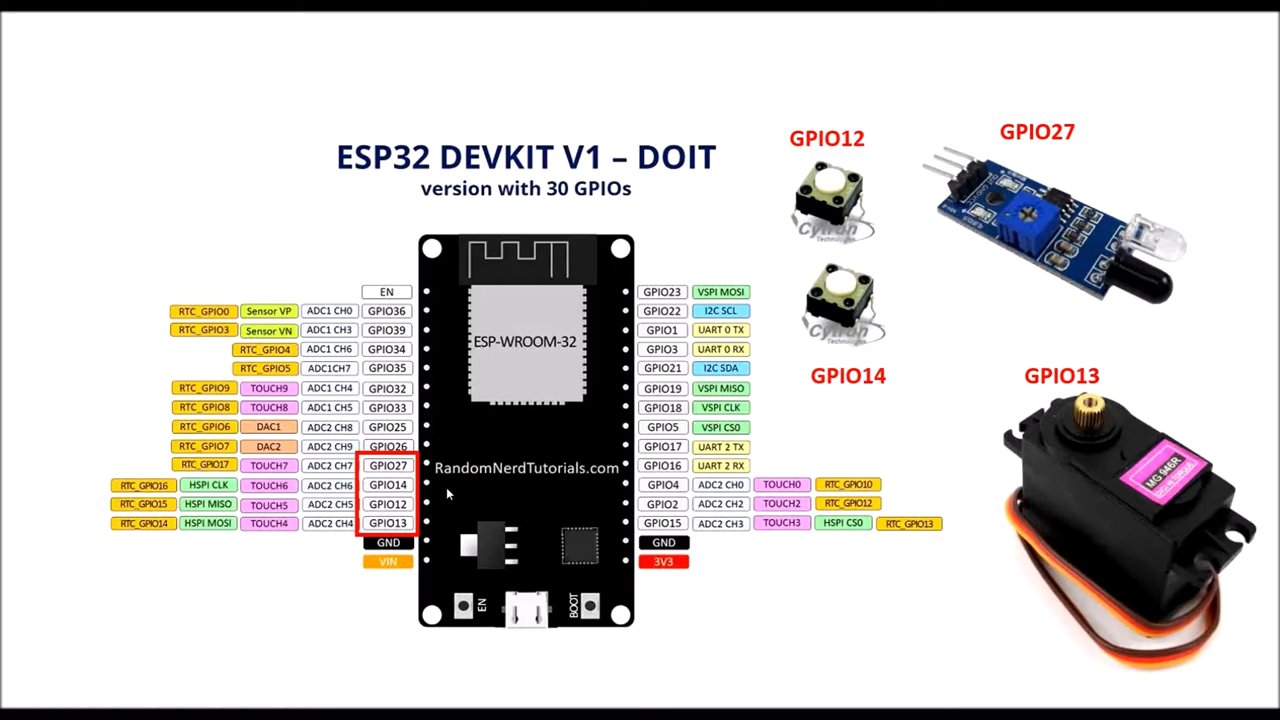 GPIO12
GPIO27
ESP32 DEVKIT V1 – DOIT
version with 30 GPIOs
Cytron
Technologies
Cytron
Technologies
GPIO14
GPIO13
MG 946R
ESP-WROOM-32
RandomNerdTutorials.com
EN
RTC_GPIO0 Sensor VP ADC1 CH0 GPIO36
RTC_GPIO3 Sensor VN ADC1 CH3 GPIO39
RTC_GPIO4 ADC1 CH6 GPIO34
RTC_GPIO5 ADC1CH7 GPIO35
RTC_GPIO9 TOUCH9 ADC1 CH4 GPIO32
RTC_GPIO8 TOUCH8 ADC1 CH5 GPIO33
RTC_GPIO6 DAC1 ADC2 CH8 GPIO25
RTC_GPIO7 DAC2 ADC2 CH9 GPIO26
RTC_GPIO17 TOUCH7 ADC2 CH7 GPIO27
RTC_GPIO16 HSPI CLK TOUCH6 ADC2 CH6 GPIO14
RTC_GPIO15 HSPI MISO TOUCH5 ADC2 CH5 GPIO12
RTC_GPIO14 HSPI MOSI TOUCH4 ADC2 CH4 GPIO13
GND
VIN
GPIO23 VSPI MOSI
GPIO22 I2C SCL
GPIO1 UART 0 TX
GPIO3 UART 0 RX
GPIO21 I2C SDA
GPIO19 VSPI MISO
GPIO18 VSPI CLK
GPIO5 VSPI CS0
GPIO17 UART 2 TX
GPIO16 UART 2 RX
GPIO4 ADC2 CH0 TOUCH0 RTC_GPIO10
GPIO2 ADC2 CH2 TOUCH2 RTC_GPIO12
GPIO15 ADC2 CH3 TOUCH3 HSPI CS0 RTC_GPIO13
GND
3V3
EN
BOOT